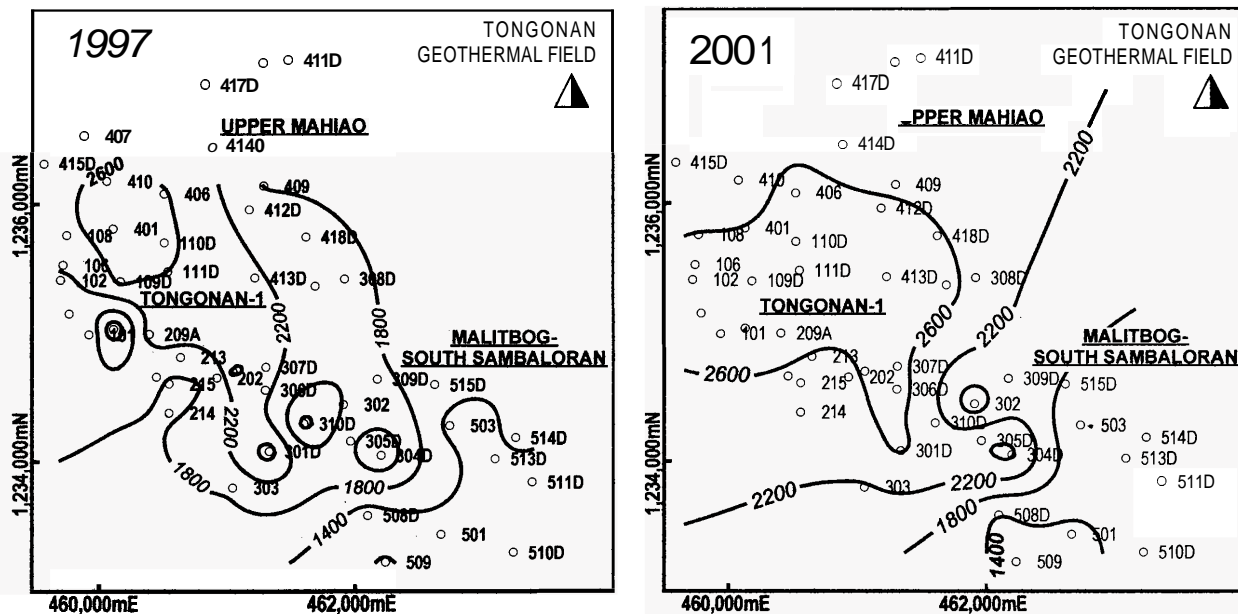 1997
TONGONAN
GEOTHERMAL FIELD
411D
417D
UPPER MAHIAO
407
4140
415D
2600
410
406
409
412D
1,236,000mN
108
401
110D
418D
106
111D
102
109D
413D
308D
TONGONAN-1
2200
1800
101
209A
MALITBOG-
SOUTH SAMBALORAN
213
307D
215
202
308D
309D
515D
214
2200
302
310D
503
305D
514D
301D
304D
513D
1,234,000mN
1800
303
1800
511D
1400
508D
501
510D
509
460,000mE
462,000mE
2001
TONGONAN
GEOTHERMAL FIELD
411D
417D
PPER MAHIAO
414D
2200
415D
410
406
409
412D
1,236,000mN
108
401
110D
418D
106
111D
102
109D
413D
308D
TONGONAN-1
2600
2200
101
209A
MALITBOG-
SOUTH SAMBALORAN
213
307D
2600
215
202
306D
309D
515D
214
302
310D
503
305D
514D
301D
304D
513D
1,234,000mN
2200
303
2200
511D
1800
508D
501
1400
510D
509
460,000mE
462,000mE